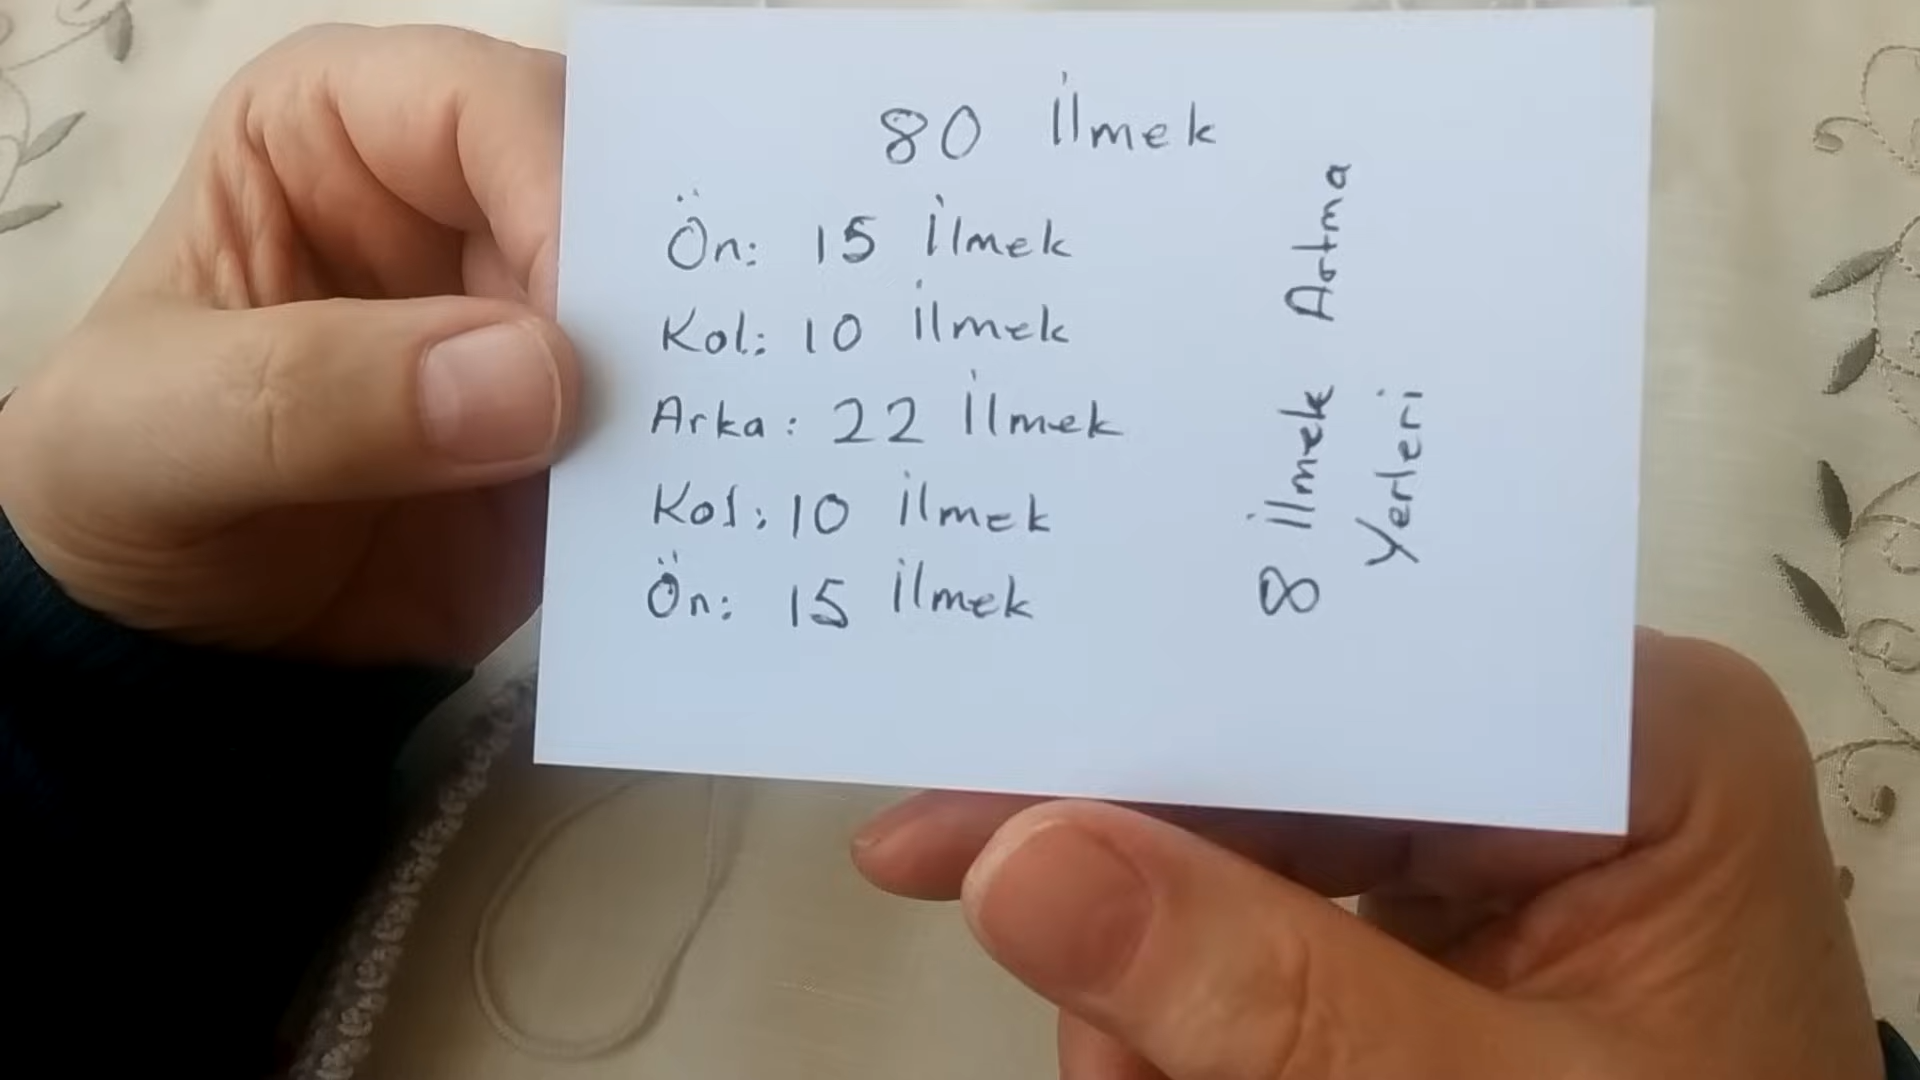 80 İlmek
Ön: 15 İlmek
Kol: 10 İlmek
Arka: 22 İlmek
Kol: 10 İlmek
Ön: 15 İlmek
8 İlmek Artma
Yerleri